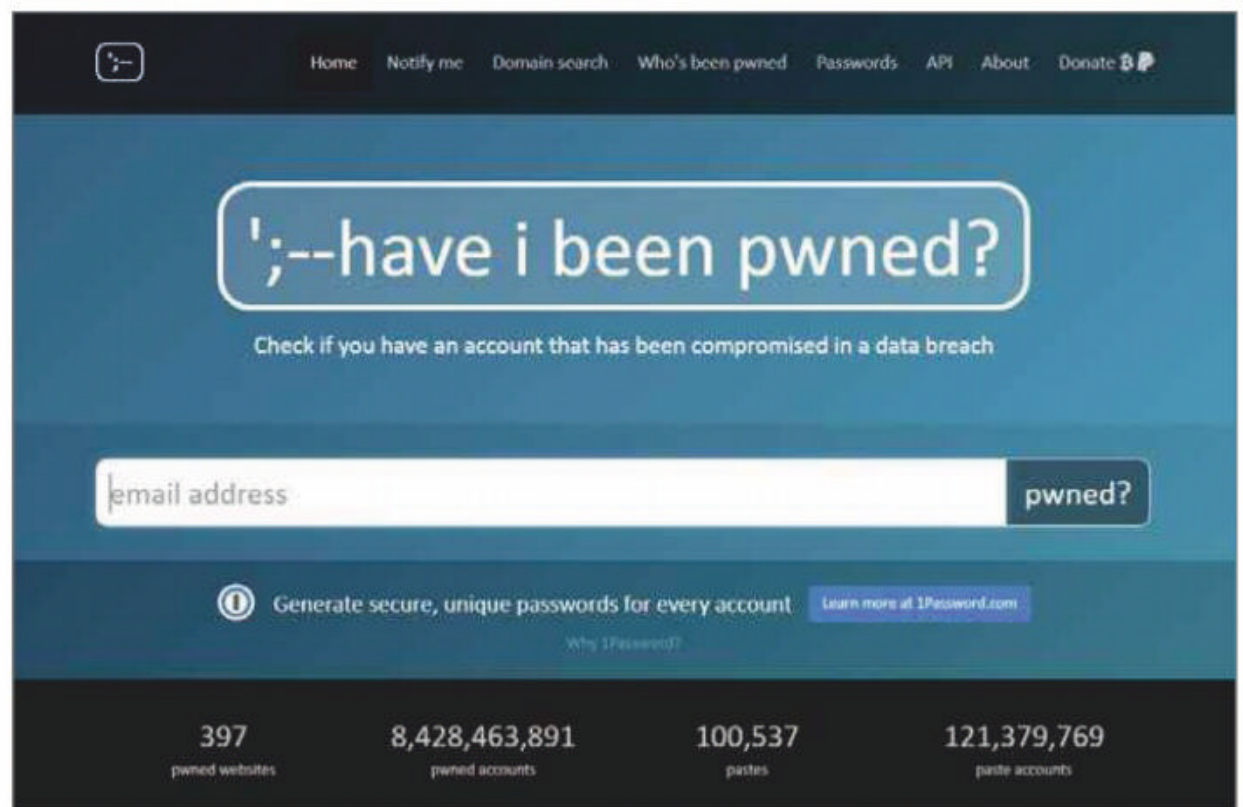 ';--
Home Notify me Domain search Who's been pwned Passwords API About Donate
';--have i been pwned?
Check if you have an account that has been compromised in a data breach
email address pwned?
Generate secure, unique passwords for every account Learn more at 1Password.com
Why 1Password?
397 8,428,463,891 100,537 121,379,769
pwned websites pwned accounts pastes paste accounts